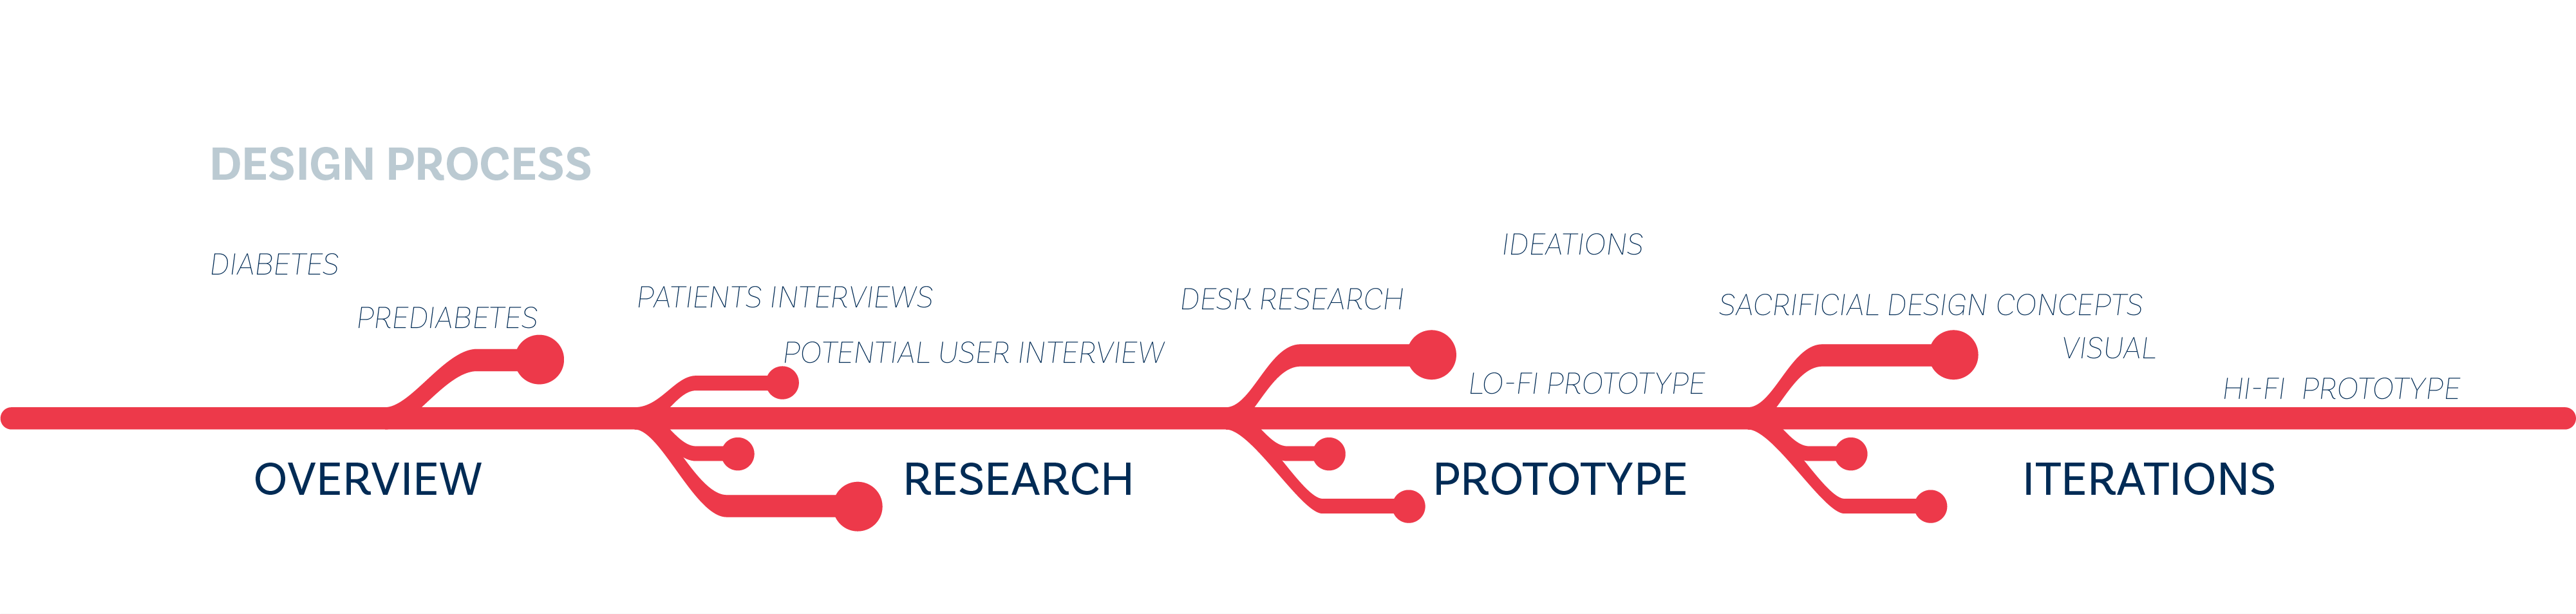 DESIGN PROCESS
DIABETES
PREDIABETES
PATIENTS INTERVIEWS
POTENTIAL USER INTERVIEW
DESK RESEARCH
IDEATIONS
LO-FI PROTOTYPE
SACRIFICIAL DESIGN CONCEPTS
VISUAL
HI-FI PROTOTYPE
OVERVIEW
RESEARCH
PROTOTYPE
ITERATIONS